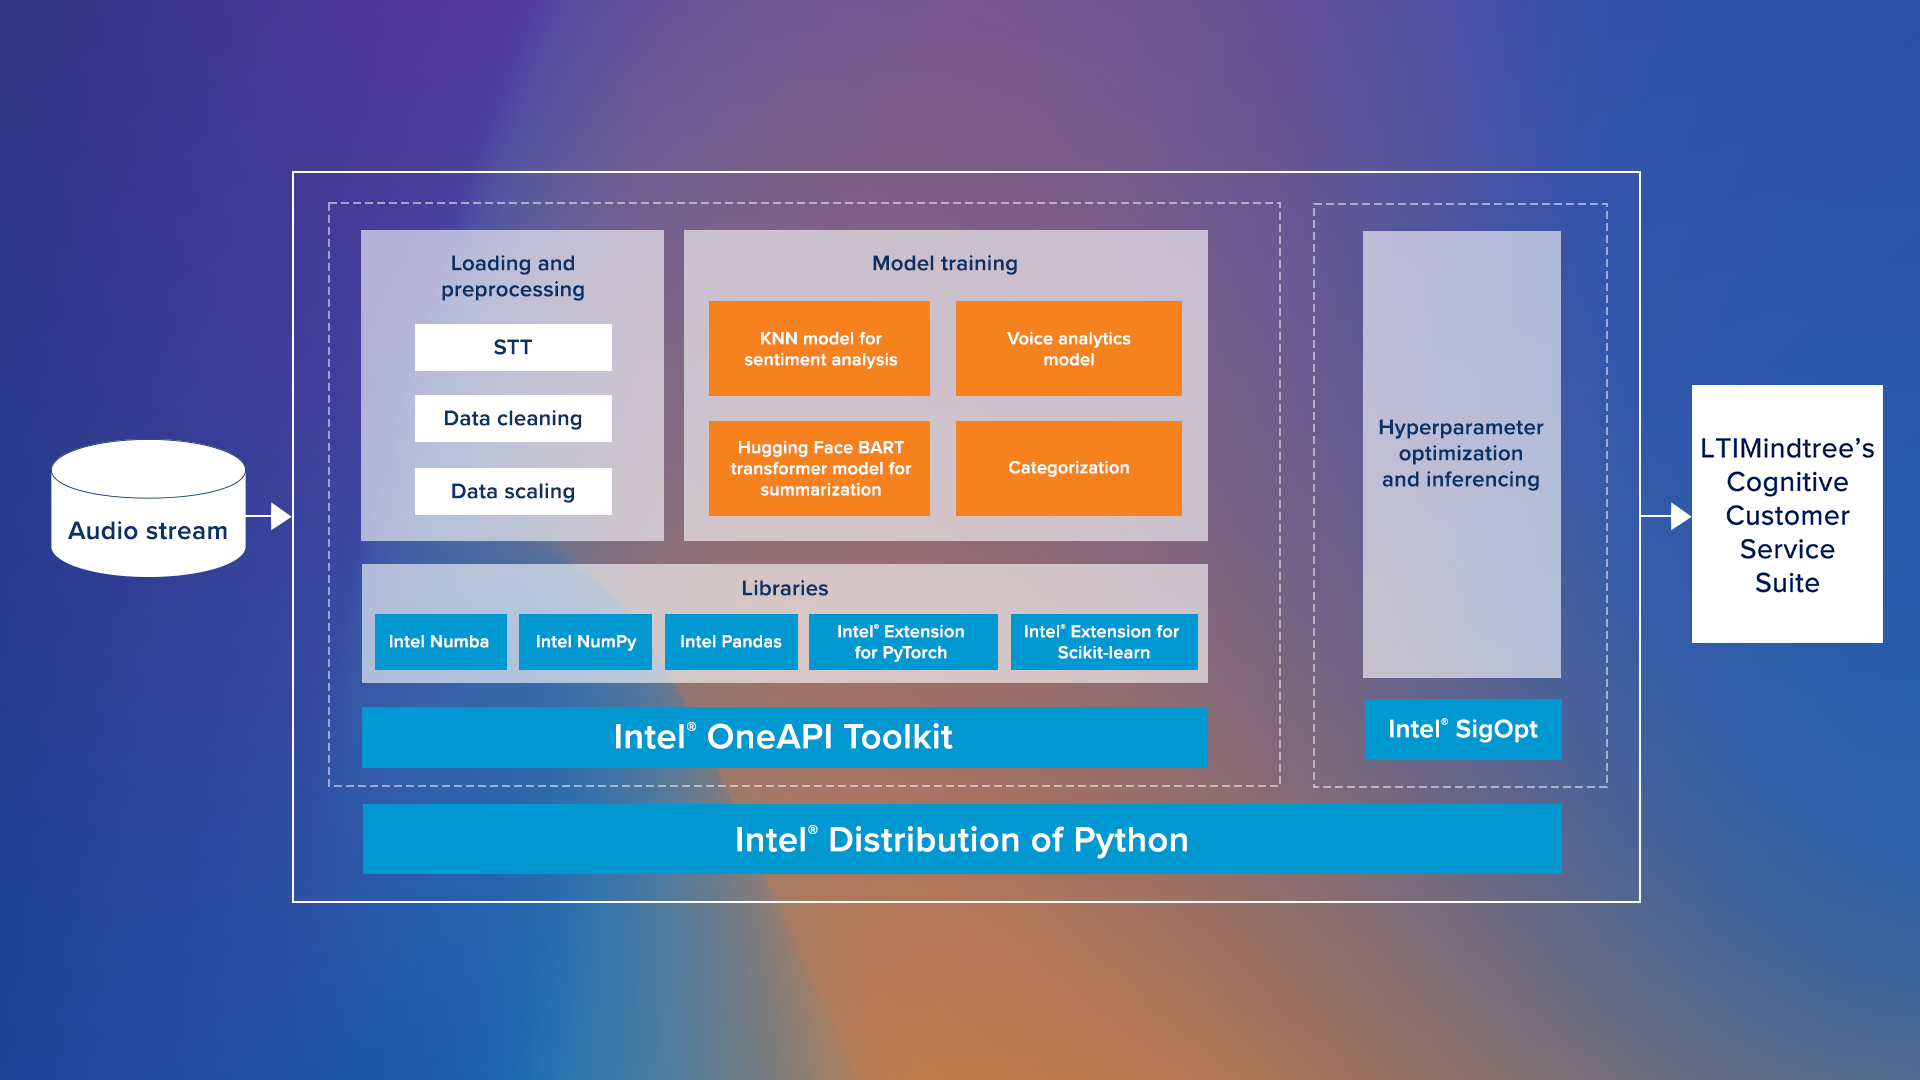 Audio stream
Loading and
preprocessing
STT
Data cleaning
Data scaling
Model training
KNN model for
sentiment analysis
Voice analytics
model
Hugging Face BART
transformer model for
summarization
Categorization
Libraries
Intel Numba
Intel NumPy
Intel Pandas
Intel® Extension
for PyTorch
Intel® Extension for
Scikit-learn
Intel® OneAPI Toolkit
Hyperparameter
optimization
and inferencing
Intel® SigOpt
Intel® Distribution of Python
LTIMindtree’s
Cognitive
Customer
Service
Suite